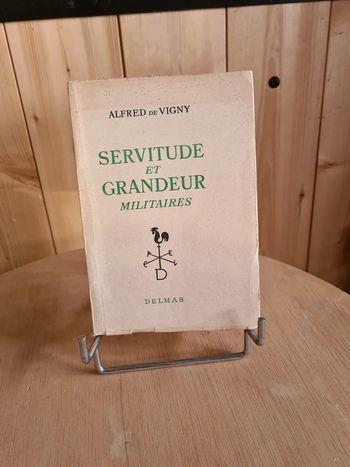 ALFRED DE VIGNY
SERVITUDE
ET
GRANDEUR
MILITAIRES
D
DELMAS